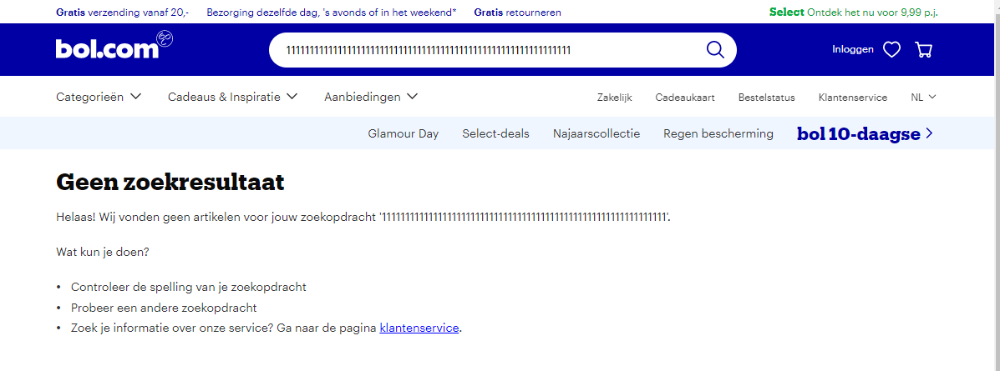 Gratis verzending vanaf 20,- Bezorging dezelfde dag, 's avonds of in het weekend* Gratis retourneren Select Ontdek het nu voor 9,99 p.j.
bol.com 1111111111111111111111111111111111111111111111111111111111111 Inloggen
Categorieën Cadeaus & Inspiratie Aanbiedingen Zakelijk Cadeaukaart Bestelstatus Klantenservice NL
Glamour Day Select-deals Najaarscollectie Regen bescherming bol 10-daagse
Geen zoekresultaat
Helaas! Wij vonden geen artikelen voor jouw zoekopdracht '1111111111111111111111111111111111111111111111111111111111111'.
Wat kun je doen?
• Controleer de spelling van je zoekopdracht
• Probeer een andere zoekopdracht
• Zoek je informatie over onze service? Ga naar de pagina klantenservice.